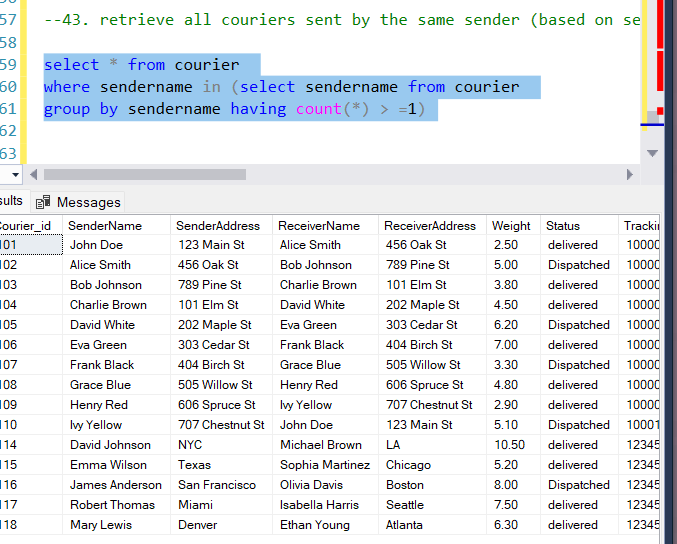 57 --43. retrieve all couriers sent by the same sender (based on se
58
59 select * from courier
60 where sendername in (select sendername from courier
61 group by sendername having count(*) > =1)
62
63
sults Messages
Courier_id SenderName SenderAddress ReceiverName ReceiverAddress Weight Status Trackin
101 John Doe 123 Main St Alice Smith 456 Oak St 2.50 delivered 10000
102 Alice Smith 456 Oak St Bob Johnson 789 Pine St 5.00 Dispatched 10000
103 Bob Johnson 789 Pine St Charlie Brown 101 Elm St 3.80 delivered 10000
104 Charlie Brown 101 Elm St David White 202 Maple St 4.50 delivered 10000
105 David White 202 Maple St Eva Green 303 Cedar St 6.20 Dispatched 10000
106 Eva Green 303 Cedar St Frank Black 404 Birch St 7.00 delivered 10000
107 Frank Black 404 Birch St Grace Blue 505 Willow St 3.30 Dispatched 10000
108 Grace Blue 505 Willow St Henry Red 606 Spruce St 4.80 delivered 10000
109 Henry Red 606 Spruce St Ivy Yellow 707 Chestnut St 2.90 delivered 10000
110 Ivy Yellow 707 Chestnut St John Doe 123 Main St 5.10 Dispatched 10001
114 David Johnson NYC Michael Brown LA 10.50 delivered 12345
115 Emma Wilson Texas Sophia Martinez Chicago 5.20 delivered 12345
116 James Anderson San Francisco Olivia Davis Boston 8.00 Dispatched 12345
117 Robert Thomas Miami Isabella Harris Seattle 7.50 delivered 12345
118 Mary Lewis Denver Ethan Young Atlanta 6.30 delivered 12345